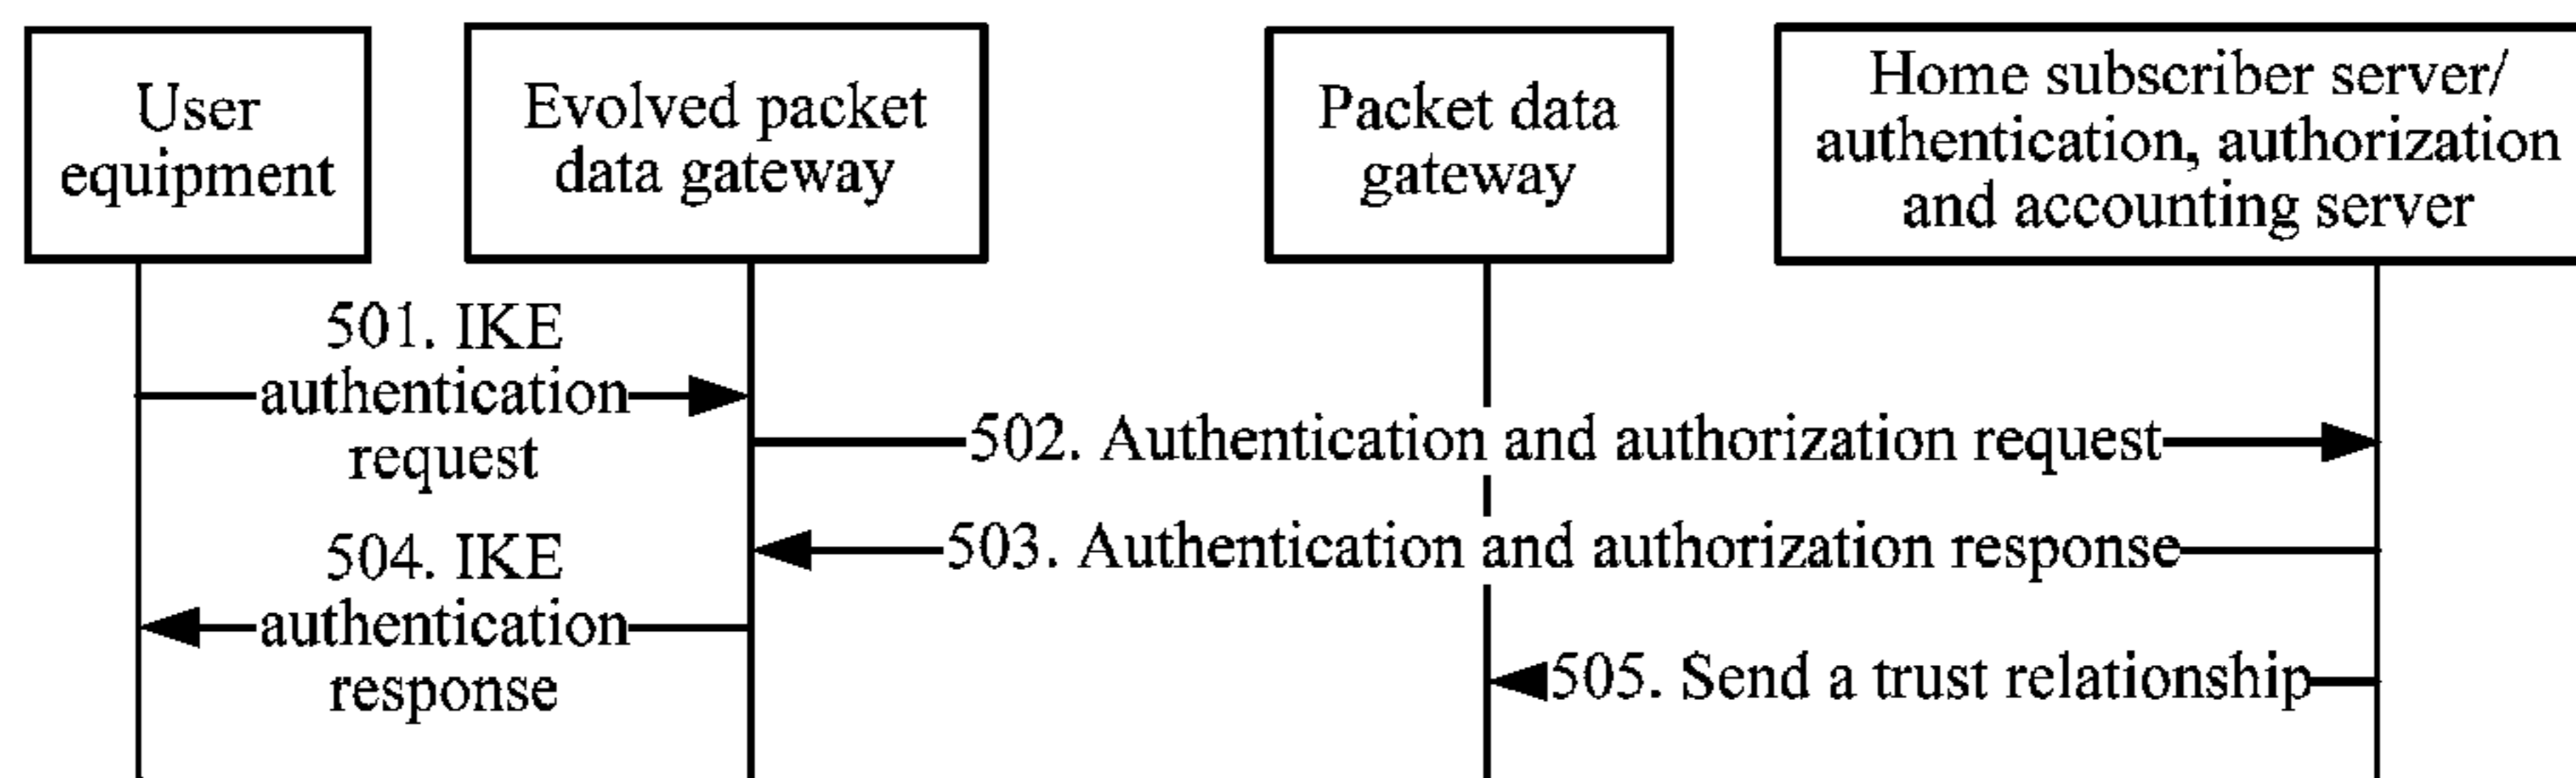 User
equipment
Evolved packet
data gateway
Packet data
gateway
Home subscriber server/
authentication, authorization
and accounting server
501. IKE
authentication
request
502. Authentication and authorization request
503. Authentication and authorization response
504. IKE
authentication
response
505. Send a trust relationship